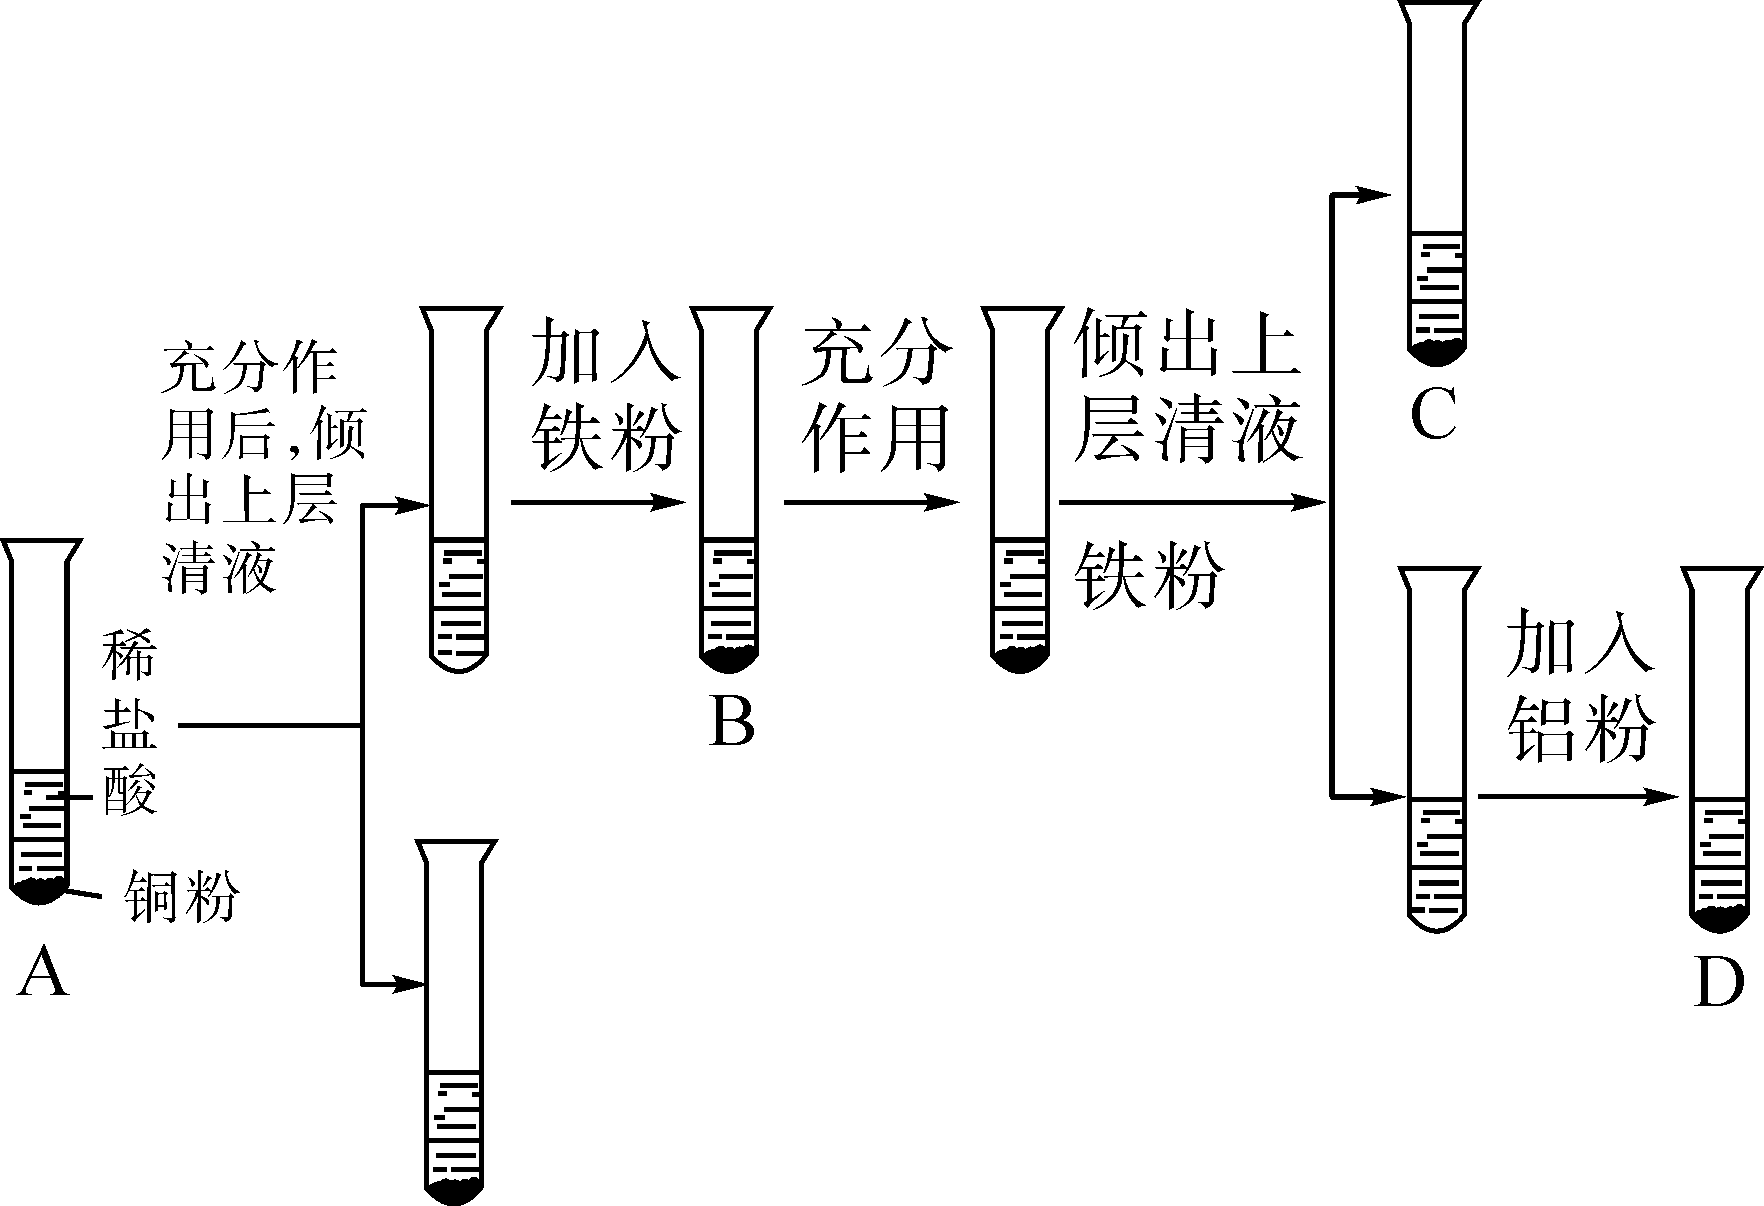 充分作
用后,倾
出上层
清液
稀
盐
酸
铜粉
A
加入
铁粉
B
充分
作用
倾出上
层清液
铁粉
C
加入
铝粉
D